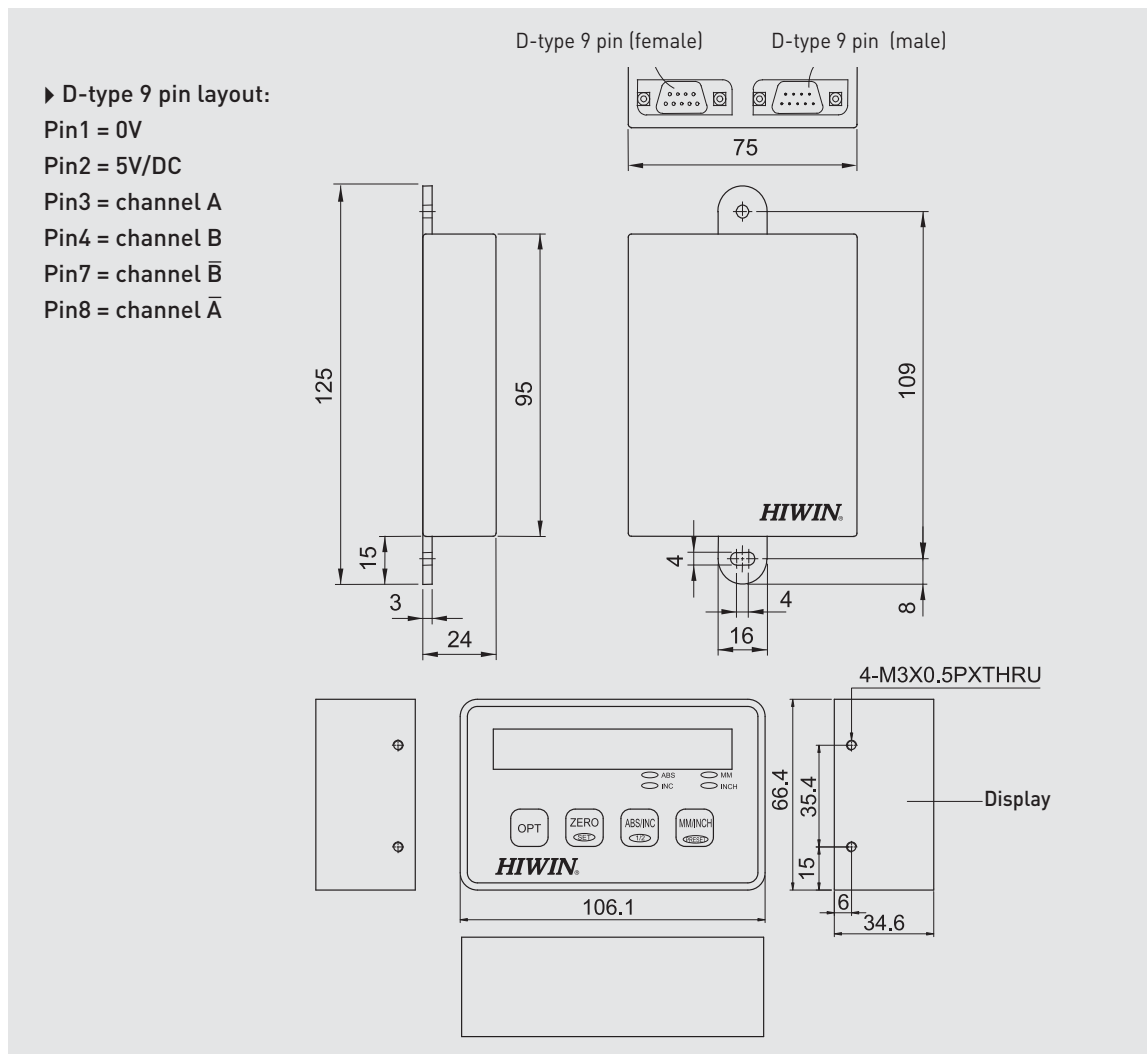 D-type 9 pin (female)
D-type 9 pin (male)
▸ D-type 9 pin layout:
Pin1 = 0V
Pin2 = 5V/DC
Pin3 = channel A
Pin4 = channel B
Pin7 = channel B̅
Pin8 = channel A̅
75
125
95
109
HIWIN®
15
4
3
4
8
24
16
4-M3X0.5PXTHRU
ABS
MM
INC
INCH
66.4
35.4
Display
OPT
ZERO
SET
ABS/INC
1/2
MM/INCH
PRESET
HIWIN®
15
106.1
6
34.6